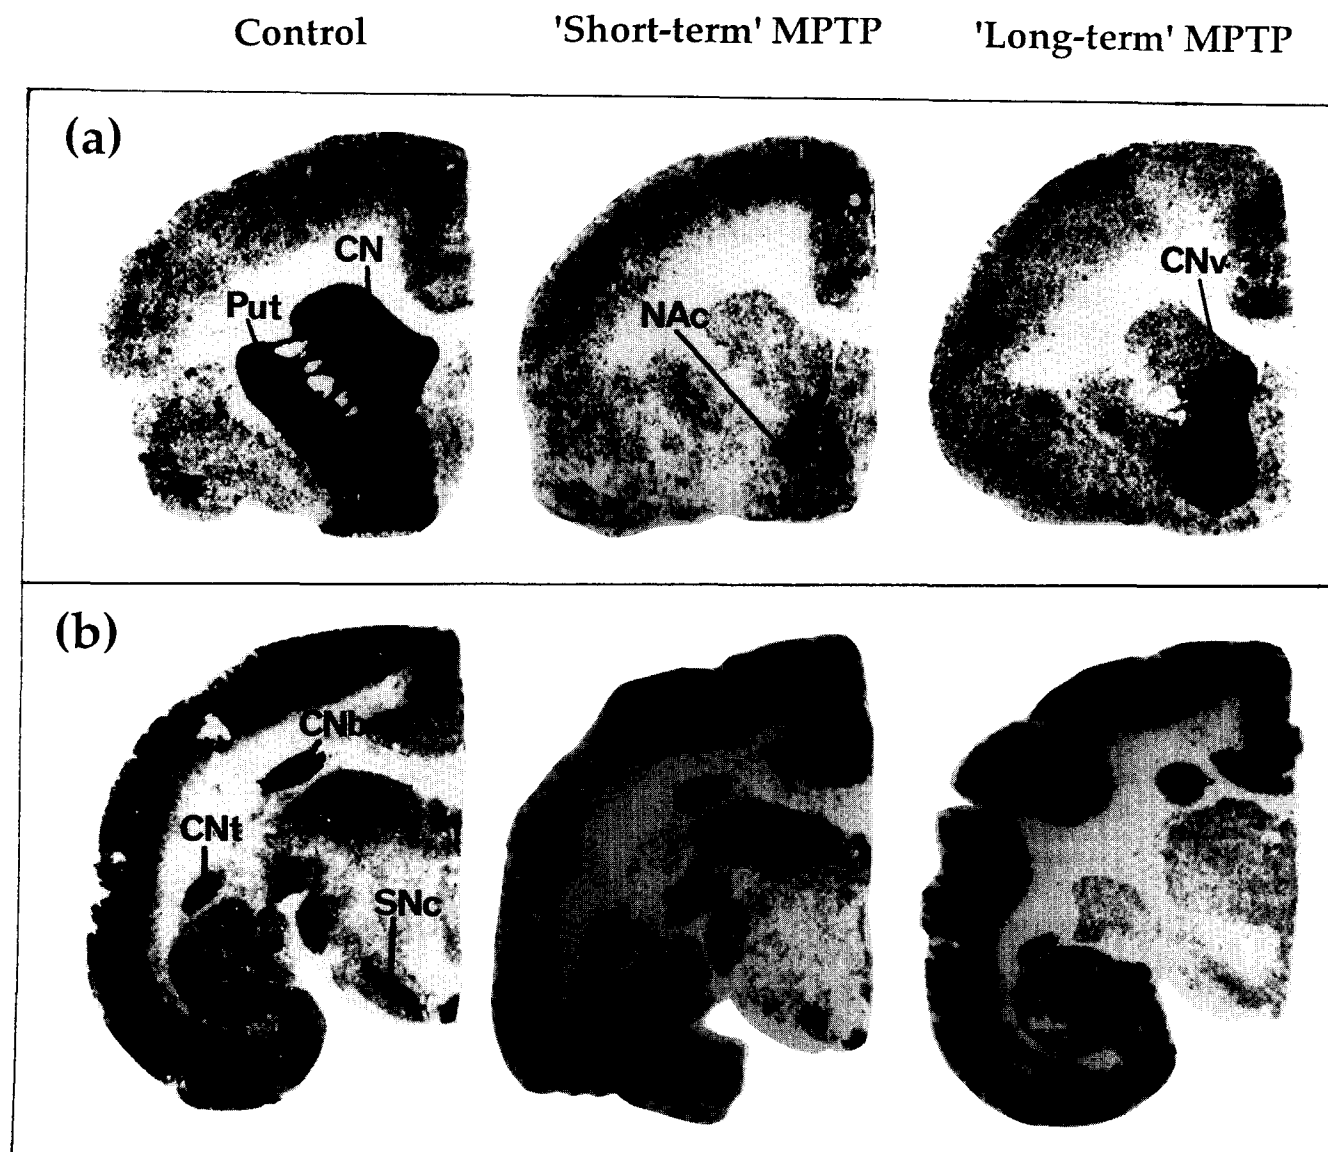 Control 'Short-term' MPTP 'Long-term' MPTP
(a)
CN
CNv
Put
NAc
(b)
CNb
CNt
SNc